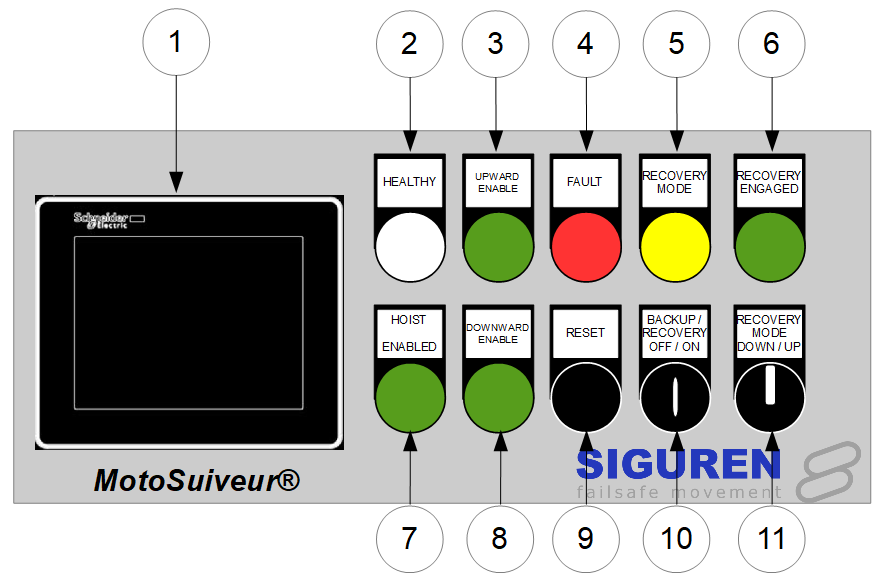 1
2
3
4
5
6
HEALTHY
UPWARD
ENABLE
FAULT
RECOVERY
MODE
RECOVERY
ENGAGED
Schneider
Electric
HOIST
ENABLED
DOWNWARD
ENABLE
RESET
BACKUP /
RECOVERY
OFF / ON
RECOVERY
MODE
DOWN / UP
MotoSuiveur®
SIGUREN
failsafe movement
7
8
9
10
11